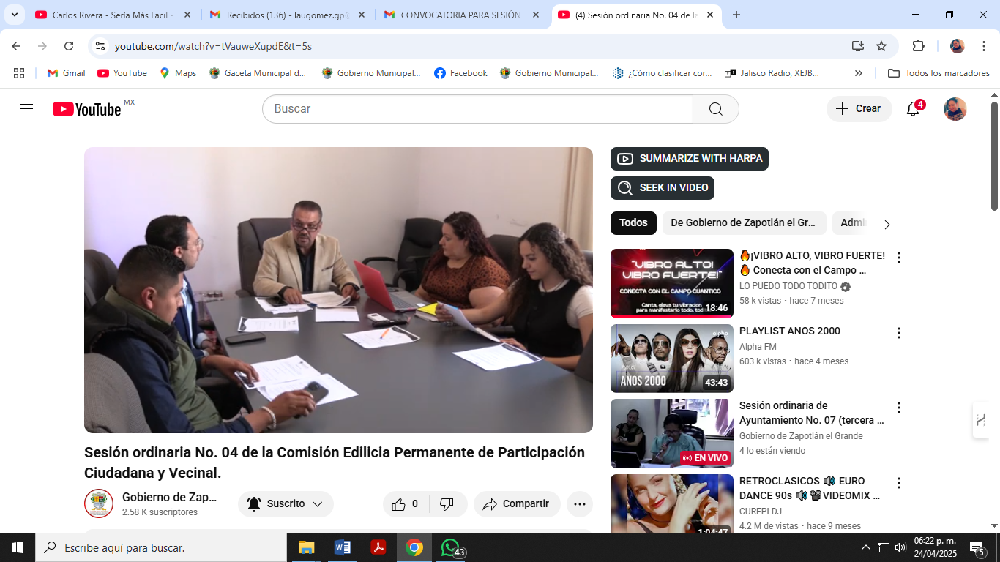 Carlos Rivera - Sería Más Fácil -
Recibidos (136) - laugomez.gp@
CONVOCATORIA PARA SESIÓN
(4) Sesión ordinaria No. 04 de la
youtube.com/watch?v=tVauweXupdE&t=5s
Gmail
YouTube
Maps
Gaceta Municipal d...
Gobierno Municipal...
Facebook
Gobierno Municipal...
¿Cómo clasificar cor...
Jalisco Radio, XEJB...
»
Todos los marcadores
YouTube MX
Buscar
Crear
4
SUMMARIZE WITH HARPA
SEEK IN VIDEO
Todos
De Gobierno de Zapotlán el Gr...
Admi
"VIBRO ALTO!
VIBRO FUERTE!"
CONECTA CON EL CAMPO CUANTICO
Canta, eleva tu vibracion
para manifestarlo todo, tod
18:46
🔥¡VIBRO ALTO, VIBRO FUERTE!
🔥 Conecta con el Campo ...
LO PUEDO TODO TODITO
58 k vistas • hace 7 meses
alpha
ANOS 2000
43:43
PLAYLIST ANOS 2000
Alpha FM
603 k vistas • hace 4 meses
EN VIVO
Sesión ordinaria de
Ayuntamiento No. 07 (tercera ...
Gobierno de Zapotlán el Grande
4 lo están viendo
1:04:47
RETROCLASICOS 🔊 EURO
DANCE 90s 🔊📽VIDEOMIX ...
CUREPI DJ
4.2 M de vistas • hace 9 meses
Sesión ordinaria No. 04 de la Comisión Edilicia Permanente de Participación
Ciudadana y Vecinal.
Gobierno de Zap...
2.58 K suscriptores
Suscrito
0
Compartir
Escribe aquí para buscar.
43
06:22 p. m.
24/04/2025
5